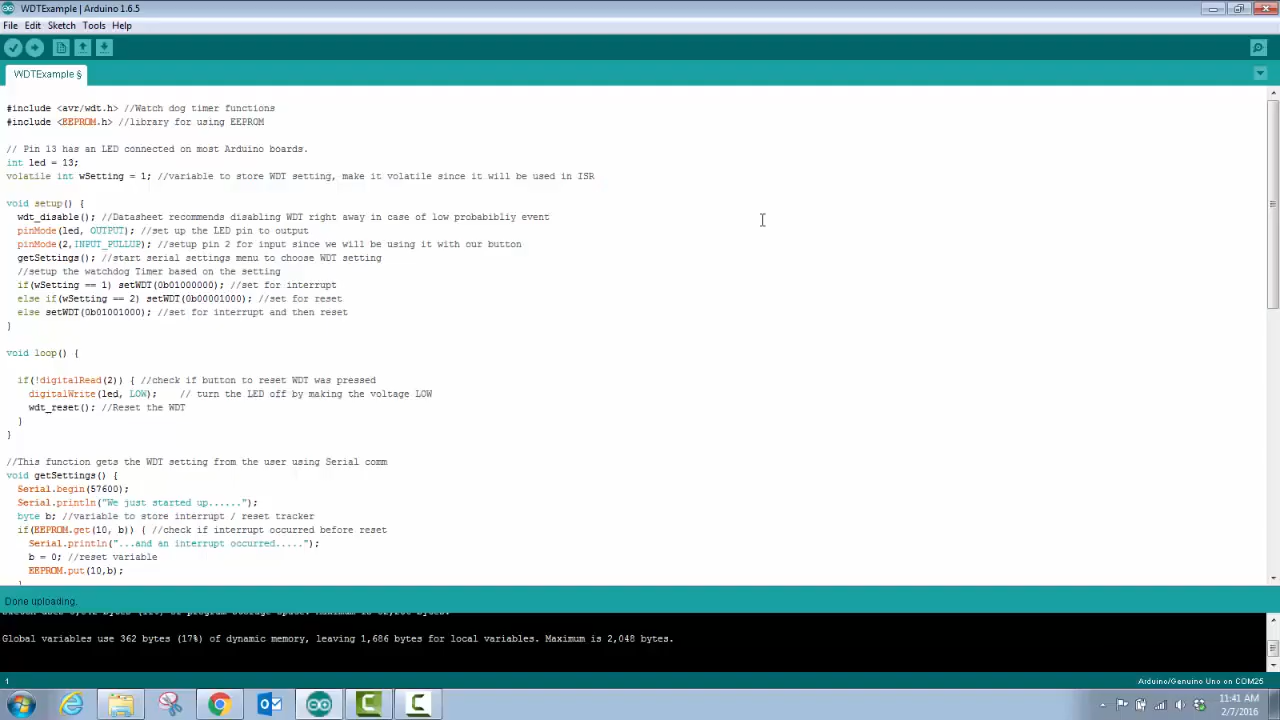 WDTExample | Arduino 1.6.5
File Edit Sketch Tools Help
WDTExample §
#include <avr/wdt.h> //Watch dog timer functions
#include <EEPROM.h> //library for using EEPROM
// Pin 13 has an LED connected on most Arduino boards.
int led = 13;
volatile int wSetting = 1; //variable to store WDT setting, make it volatile since it will be used in ISR
void setup() {
wdt_disable(); //Datasheet recommends disabling WDT right away in case of low probabibliy event
pinMode(led, OUTPUT); //set up the LED pin to output
pinMode(2,INPUT_PULLUP); //setup pin 2 for input since we will be using it with our button
getSettings(); //start serial settings menu to choose WDT setting
//setup the watchdog Timer based on the setting
if(wSetting == 1) setWDT(0b01000000); //set for interrupt
else if(wSetting == 2) setWDT(0b00001000); //set for reset
else setWDT(0b01001000); //set for interrupt and then reset
}
void loop() {
if(!digitalRead(2)) { //check if button to reset WDT was pressed
digitalWrite(led, LOW); // turn the LED off by making the voltage LOW
wdt_reset(); //Reset the WDT
}
}
//This function gets the WDT setting from the user using Serial comm
void getSettings() {
Serial.begin(57600);
Serial.println("We just started up......");
byte b; //variable to store interrupt / reset tracker
if(EEPROM.get(10, b)) { //check if interrupt occurred before reset
Serial.println("...and an interrupt occurred.....");
b = 0; //reset variable
EEPROM.put(10,b);
Done uploading.
Global variables use 362 bytes (17%) of dynamic memory, leaving 1,686 bytes for local variables. Maximum is 2,048 bytes.
1
Arduino/Genuino Uno on COM25
11:41 AM
2/7/2016